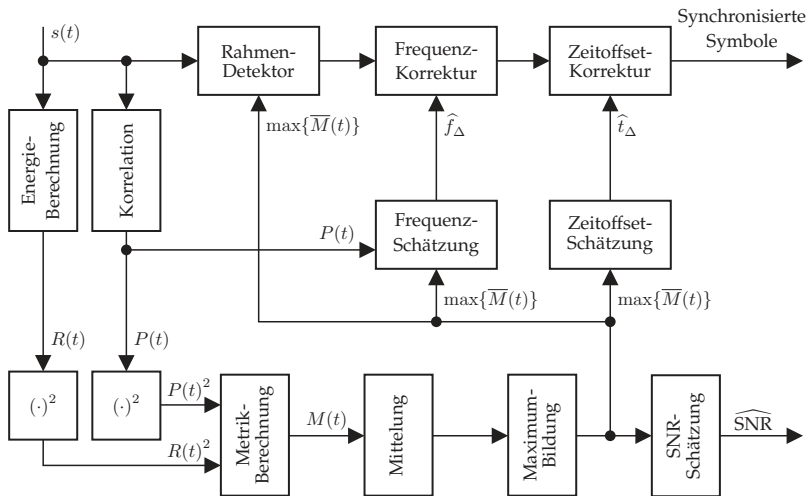 s(t)
Synchronisierte
Symbole
Rahmen-
Detektor
Frequenz-
Korrektur
Zeitoffset-
Korrektur
Energie-
Berechnung
Korrelation
max{M̅(t)}
f̂_Δ
t̂_Δ
P(t)
Frequenz-
Schätzung
Zeitoffset-
Schätzung
max{M̅(t)}
max{M̅(t)}
R(t)
P(t)
(·)²
(·)²
P(t)²
R(t)²
Metrik-
Berechnung
M(t)
Mittelung
Maximum-
Bildung
SNR-
Schätzung
S͡NR